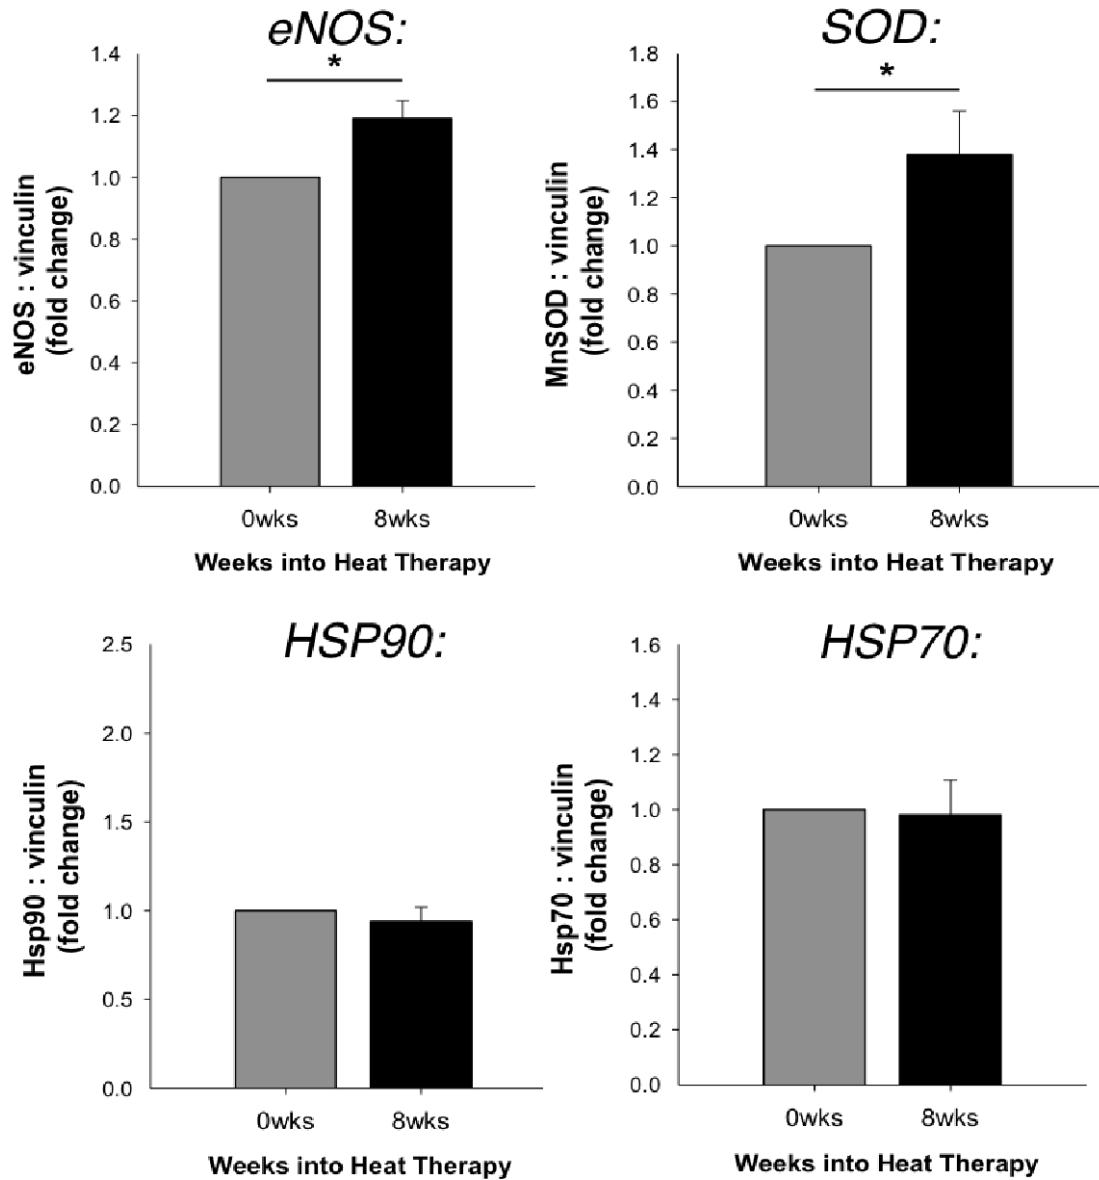 eNOS:
*
1.4
1.2
1.0
0.8
0.6
0.4
0.2
0.0
eNOS : vinculin
(fold change)
0wks 8wks
Weeks into Heat Therapy
SOD:
*
1.8
1.6
1.4
1.2
1.0
0.8
0.6
0.4
0.2
0.0
MnSOD : vinculin
(fold change)
0wks 8wks
Weeks into Heat Therapy
HSP90:
2.5
2.0
1.5
1.0
0.5
0.0
Hsp90 : vinculin
(fold change)
0wks 8wks
Weeks into Heat Therapy
HSP70:
1.6
1.4
1.2
1.0
0.8
0.6
0.4
0.2
0.0
Hsp70 : vinculin
(fold change)
0wks 8wks
Weeks into Heat Therapy